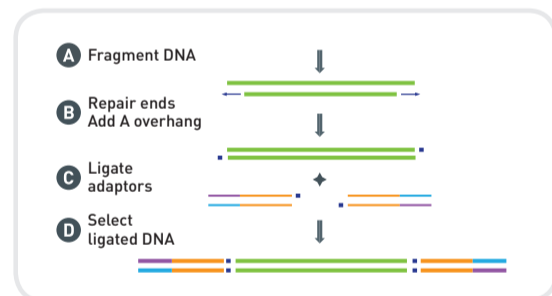 A Fragment DNA
B Repair ends
Add A overhang
C Ligate
adaptors
D Select
ligated DNA